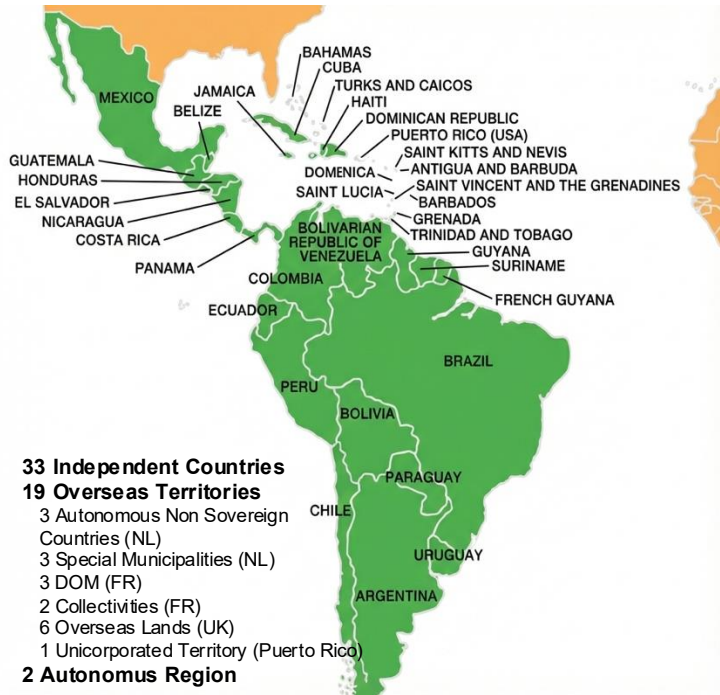 BAHAMAS
CUBA
TURKS AND CAICOS
HAITI
DOMINICAN REPUBLIC
PUERTO RICO (USA)
SAINT KITTS AND NEVIS
ANTIGUA AND BARBUDA
SAINT VINCENT AND THE GRENADINES
BARBADOS
GRENADA
TRINIDAD AND TOBAGO
GUYANA
SURINAME
FRENCH GUYANA
MEXICO
JAMAICA
BELIZE
DOMENICA
SAINT LUCIA
GUATEMALA
HONDURAS
EL SALVADOR
NICARAGUA
COSTA RICA
PANAMA
BOLIVARIAN
REPUBLIC OF
VENEZUELA
COLOMBIA
ECUADOR
BRAZIL
PERU
BOLIVIA
PARAGUAY
CHILE
URUGUAY
ARGENTINA
33 Independent Countries
19 Overseas Territories
3 Autonomous Non Sovereign
Countries (NL)
3 Special Municipalities (NL)
3 DOM (FR)
2 Collectivities (FR)
6 Overseas Lands (UK)
1 Unicorporated Territory (Puerto Rico)
2 Autonomus Region